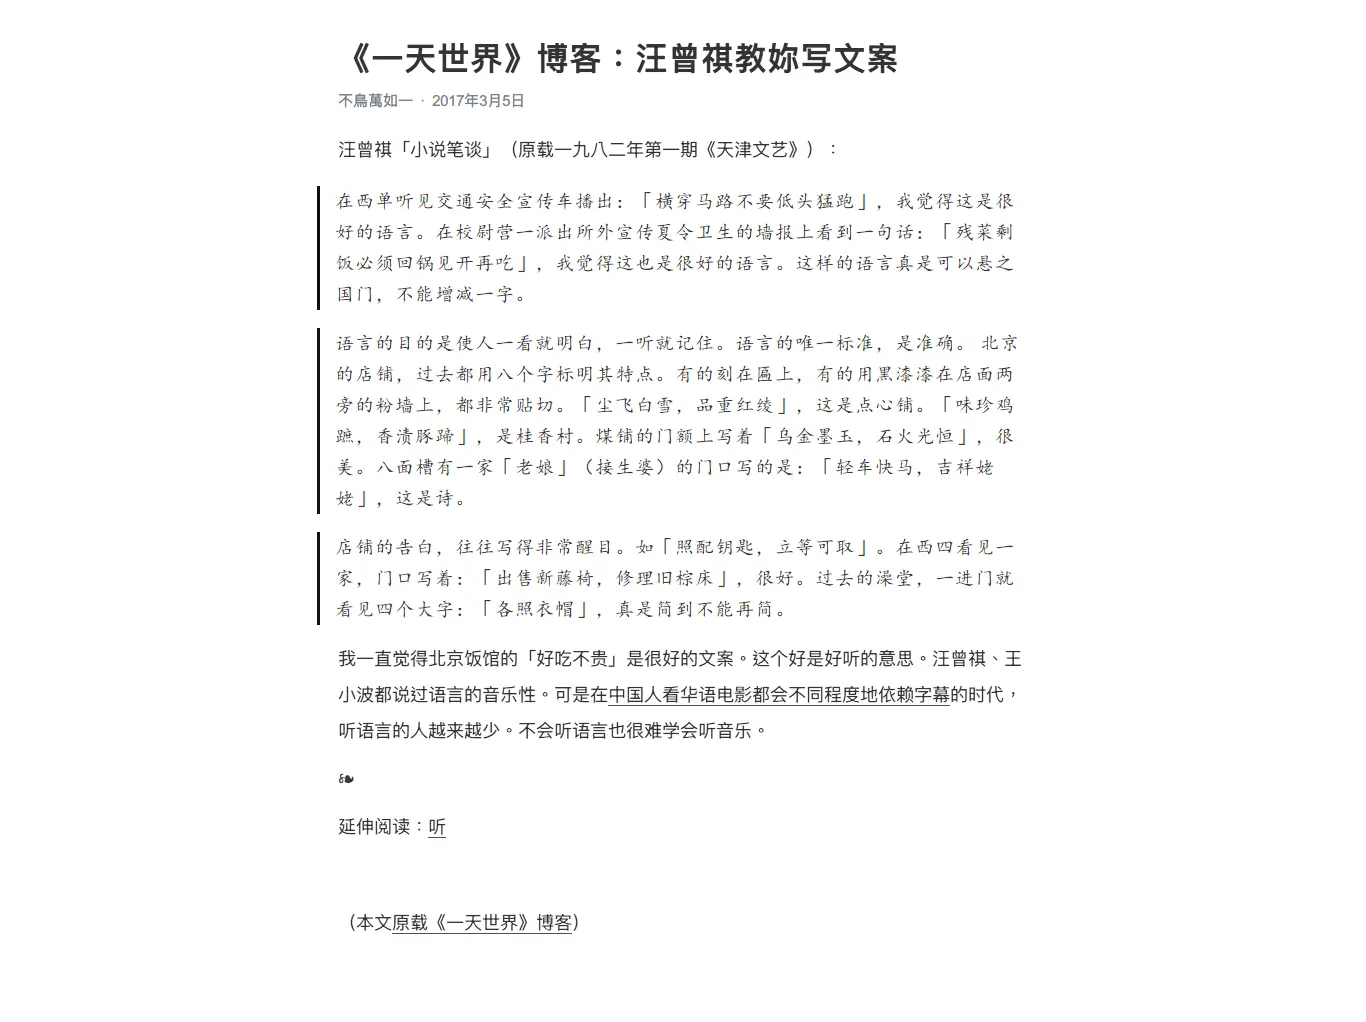 《一天世界》博客：汪曾祺教妳写文案
不鳥萬如一 · 2017年3月5日
汪曾祺「小说笔谈」（原载一九八二年第一期《天津文艺》）：
在西单听见交通安全宣传车播出：「横穿马路不要低头猛跑」，我觉得这是很
好的语言。在校尉营一派出所外宣传夏令卫生的墙报上看到一句话：「残菜剩
饭必须回锅见开再吃」，我觉得这也是很好的语言。这样的语言真是可以悬之
国门，不能增减一字。
语言的目的是使人一看就明白，一听就记住。语言的唯一标准，是准确。 北京
的店铺，过去都用八个字标明其特点。有的刻在匾上，有的用黑漆漆在店面两
旁的粉墙上，都非常贴切。「尘飞白雪，品重红绫」，这是点心铺。「味珍鸡
蹠，香渍豚蹄」，是桂香村。煤铺的门额上写着「乌金墨玉，石火光恒」，很
美。八面槽有一家「老娘」（接生婆）的门口写的是：「轻车快马，吉祥姥
姥」，这是诗。
店铺的告白，往往写得非常醒目。如「照配钥匙，立等可取」。在西四看见一
家，门口写着：「出售新藤椅，修理旧棕床」，很好。过去的澡堂，一进门就
看见四个大字：「各照衣帽」，真是简到不能再简。
我一直觉得北京饭馆的「好吃不贵」是很好的文案。这个好是好听的意思。汪曾祺、王
小波都说过语言的音乐性。可是在中国人看华语电影都会不同程度地依赖字幕的时代，
听语言的人越来越少。不会听语言也很难学会听音乐。
❧
延伸阅读：听
（本文原载《一天世界》博客）